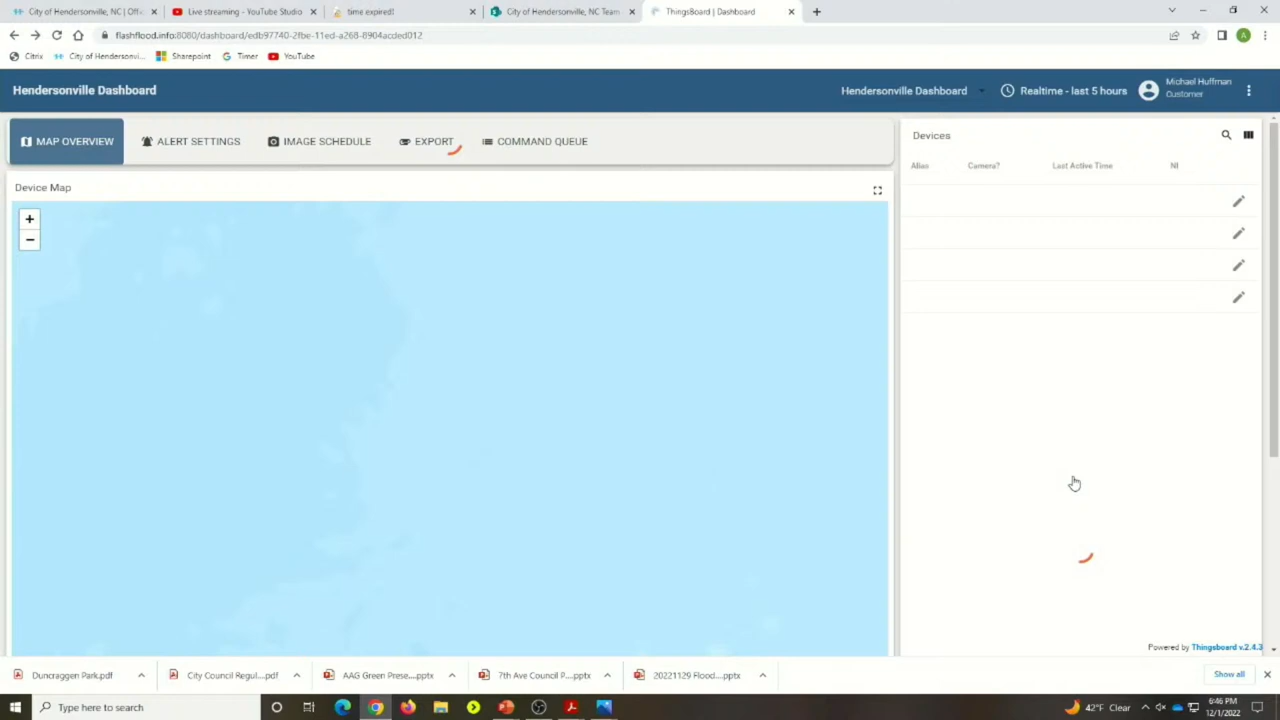 City of Hendersonville, NC | Offic
Live streaming - YouTube Studio
time expired!
City of Hendersonville, NC Team
ThingsBoard | Dashboard
flashflood.info:8080/dashboard/edb97740-2fbe-11ed-a268-8904acded012
A
Citrix
City of Hendersonvi...
Sharepoint
Timer
YouTube
Hendersonville Dashboard
Hendersonville Dashboard
Realtime - last 5 hours
Michael Huffman
Customer
MAP OVERVIEW
ALERT SETTINGS
IMAGE SCHEDULE
EXPORT
COMMAND QUEUE
Devices
Alias
Camera?
Last Active Time
NI
Device Map
+
−
Powered by Thingsboard v.2.4.3
Duncraggen Park.pdf
City Council Regul....pdf
AAG Green Prese....pptx
7th Ave Council P....pptx
20221129 Flood....pptx
Show all
Type here to search
42°F Clear
6:46 PM
12/1/2022